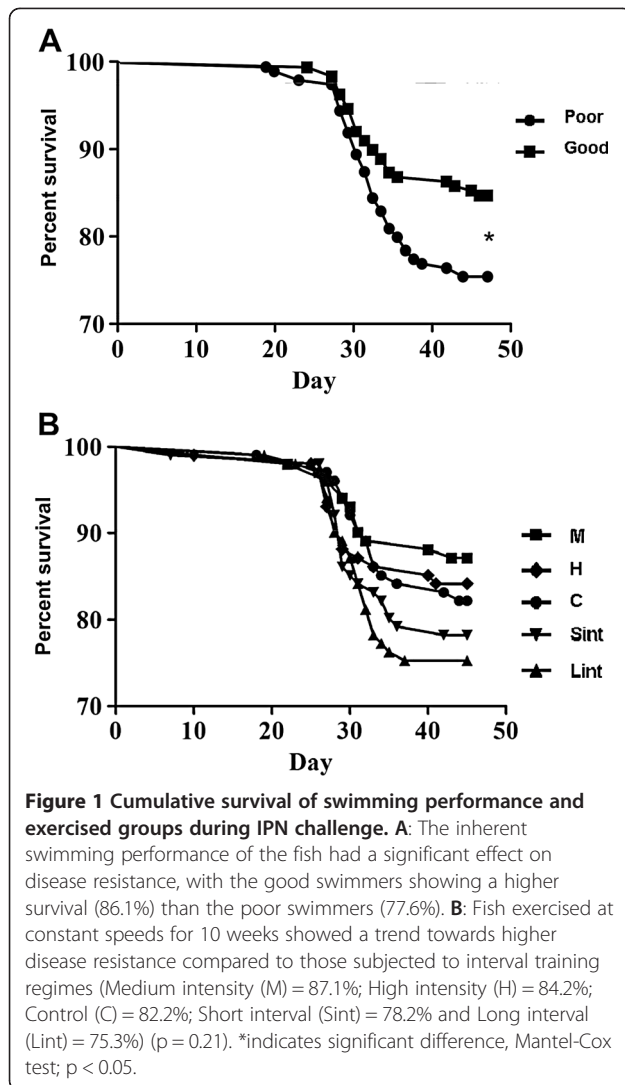 A
100
90
80
70
Percent survival
0
10
20
30
40
50
Day
Poor
Good
*
B
100
90
80
70
Percent survival
0
10
20
30
40
50
Day
M
H
C
Sint
Lint
Figure 1 Cumulative survival of swimming performance and
exercised groups during IPN challenge. A: The inherent
swimming performance of the fish had a significant effect on
disease resistance, with the good swimmers showing a higher
survival (86.1%) than the poor swimmers (77.6%). B: Fish exercised at
constant speeds for 10 weeks showed a trend towards higher
disease resistance compared to those subjected to interval training
regimes (Medium intensity (M) = 87.1%; High intensity (H) = 84.2%;
Control (C) = 82.2%; Short interval (Sint) = 78.2% and Long interval
(Lint) = 75.3%) (p = 0.21). *indicates significant difference, Mantel-Cox
test; p < 0.05.